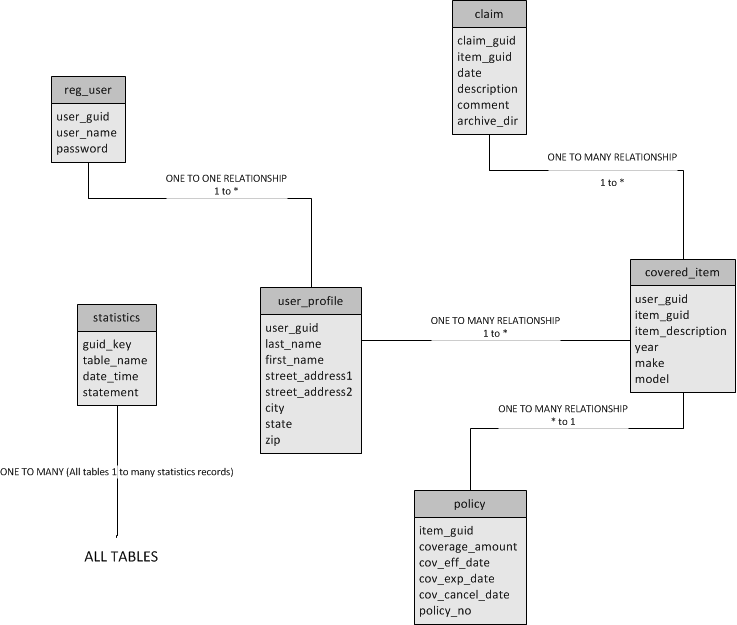 claim
claim_guid
item_guid
date
description
comment
archive_dir
reg_user
user_guid
user_name
password
ONE TO MANY RELATIONSHIP
1 to *
ONE TO ONE RELATIONSHIP
1 to *
covered_item
user_guid
item_guid
item_description
year
make
model
user_profile
user_guid
last_name
first_name
street_address1
street_address2
city
state
zip
statistics
guid_key
table_name
date_time
statement
ONE TO MANY RELATIONSHIP
1 to *
ONE TO MANY RELATIONSHIP
* to 1
ONE TO MANY (All tables 1 to many statistics records)
ALL TABLES
policy
item_guid
coverage_amount
cov_eff_date
cov_exp_date
cov_cancel_date
policy_no